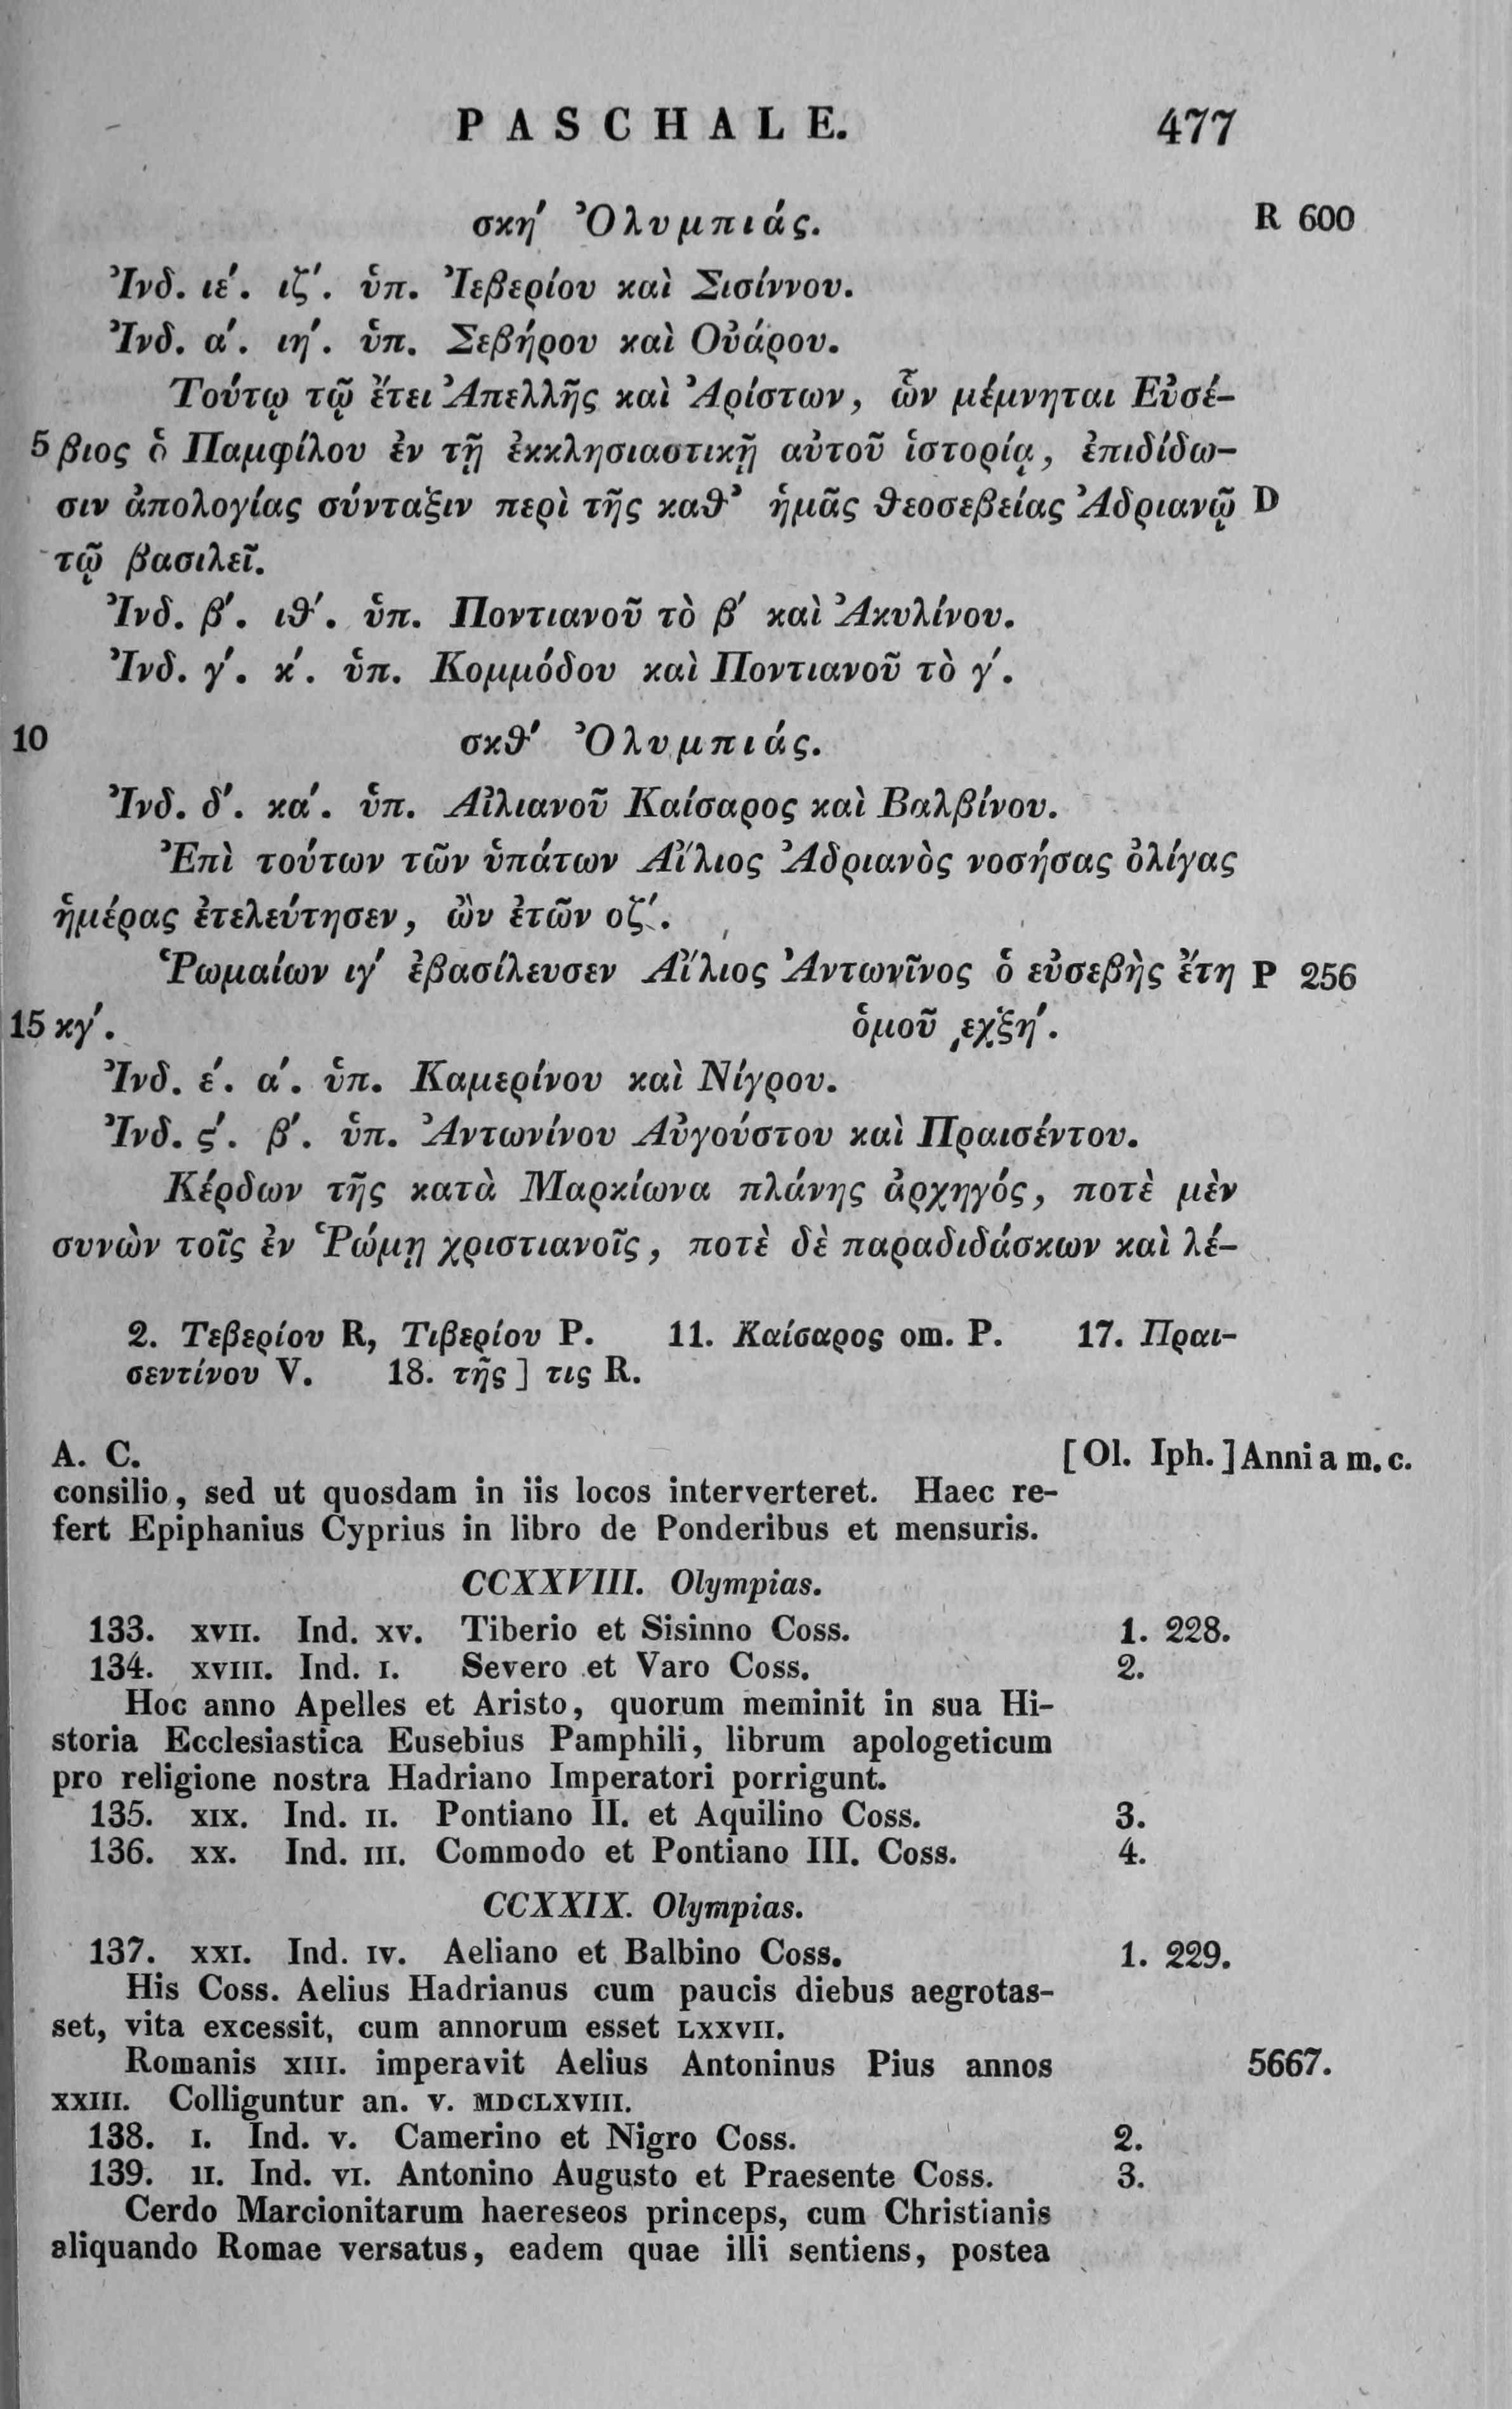 PASCHALE. 477
σκη′ Ὀλυμπιάς. R 600
Ἰνδ. ιε′. ιζ′. ὑπ. Ἰεβερίου καὶ Σισίννου.
Ἰνδ. α′. ιη′. ὑπ. Σεβήρου καὶ Οὐάρου.
Τούτῳ τῷ ἔτει Ἀπελλῆς καὶ Ἀρίστων, ὧν μέμνηται Εὐσέ-
5 βιος ὁ Παμφίλου ἐν τῇ ἐκκλησιαστικῇ αὐτοῦ ἱστορίᾳ, ἐπιδίδω-
σιν ἀπολογίας σύνταξιν περὶ τῆς καθ’ ἡμᾶς θεοσεβείας Ἀδριανῷ D
τῷ βασιλεῖ.
Ἰνδ. β′. ιθ′. ὑπ. Ποντιανοῦ τὸ β′ καὶ Ἀκυλίνου.
Ἰνδ. γ′. κ′. ὑπ. Κομμόδου καὶ Ποντιανοῦ τὸ γ′.
10 σκθ′ Ὀλυμπιάς.
Ἰνδ. δ′. κα′. ὑπ. Αἰλιανοῦ Καίσαρος καὶ Βαλβίνου.
Ἐπὶ τούτων τῶν ὑπάτων Αἴλιος Ἀδριανὸς νοσήσας ὀλίγας
ἡμέρας ἐτελεύτησεν, ὢν ἐτῶν οζ′.
Ῥωμαίων ιγ′ ἐβασίλευσεν Αἴλιος Ἀντωνῖνος ὁ εὐσεβὴς ἔτη P 256
15 κγ′. ὁμοῦ ͵εχξη′.
Ἰνδ. ε′. α′. ὑπ. Καμερίνου καὶ Νίγρου.
Ἰνδ. ϛ′. β′. ὑπ. Ἀντωνίνου Αὐγούστου καὶ Πραισέντου.
Κέρδων τῆς κατὰ Μαρκίωνα πλάνης ἀρχηγός, ποτὲ μὲν
συνὼν τοῖς ἐν Ῥώμῃ χριστιανοῖς, ποτὲ δὲ παραδιδάσκων καὶ λέ-
2. Τεβερίου R, Τιβερίου P. 11. Καίσαρος om. P. 17. Πραι-
σεντίνου V. 18. τῆς] τις R.
A. C. [Ol. Iph.] Anni a m. c.
consilio, sed ut quosdam in iis locos interverteret. Haec re-
fert Epiphanius Cyprius in libro de Ponderibus et mensuris.
CCXXVIII. Olympias.
133. XVII. Ind. XV. Tiberio et Sisinno Coss. 1. 228.
134. XVIII. Ind. I. Severo et Varo Coss. 2.
Hoc anno Apelles et Aristo, quorum meminit in sua Hi-
storia Ecclesiastica Eusebius Pamphili, librum apologeticum
pro religione nostra Hadriano Imperatori porrigunt.
135. XIX. Ind. II. Pontiano II. et Aquilino Coss. 3.
136. XX. Ind. III. Commodo et Pontiano III. Coss. 4.
CCXXIX. Olympias.
137. XXI. Ind. IV. Aeliano et Balbino Coss. 1. 229.
His Coss. Aelius Hadrianus cum paucis diebus aegrotas-
set, vita excessit, cum annorum esset LXXVII.
Romanis XIII. imperavit Aelius Antoninus Pius annos 5667.
XXIII. Colliguntur an. V. MDCLXVIII.
138. I. Ind. V. Camerino et Nigro Coss. 2.
139. II. Ind. VI. Antonino Augusto et Praesente Coss. 3.
Cerdo Marcionitarum haereseos princeps, cum Christianis
aliquando Romae versatus, eadem quae illi sentiens, postea